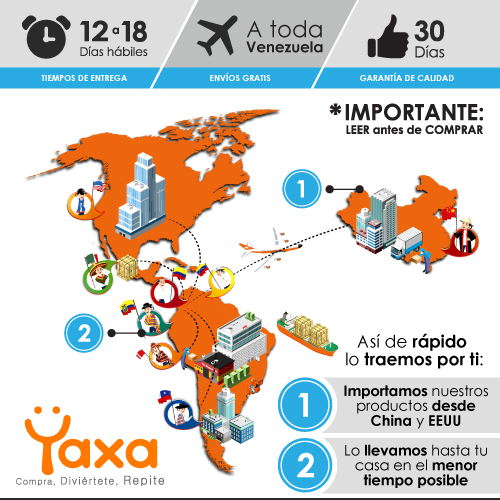 12 a 18
Días hábiles
A toda
Venezuela
30
Días
TIEMPOS DE ENTREGA
ENVÍOS GRATIS
GARANTÍA DE CALIDAD
*IMPORTANTE:
LEER antes de COMPRAR
1
2
Así de rápido
lo traemos por ti:
1
Importamos nuestros
productos desde
China y EEUU
2
Lo llevamos hasta tu
casa en el menor
tiempo posible
Yaxa
Compra, Diviértete, Repite